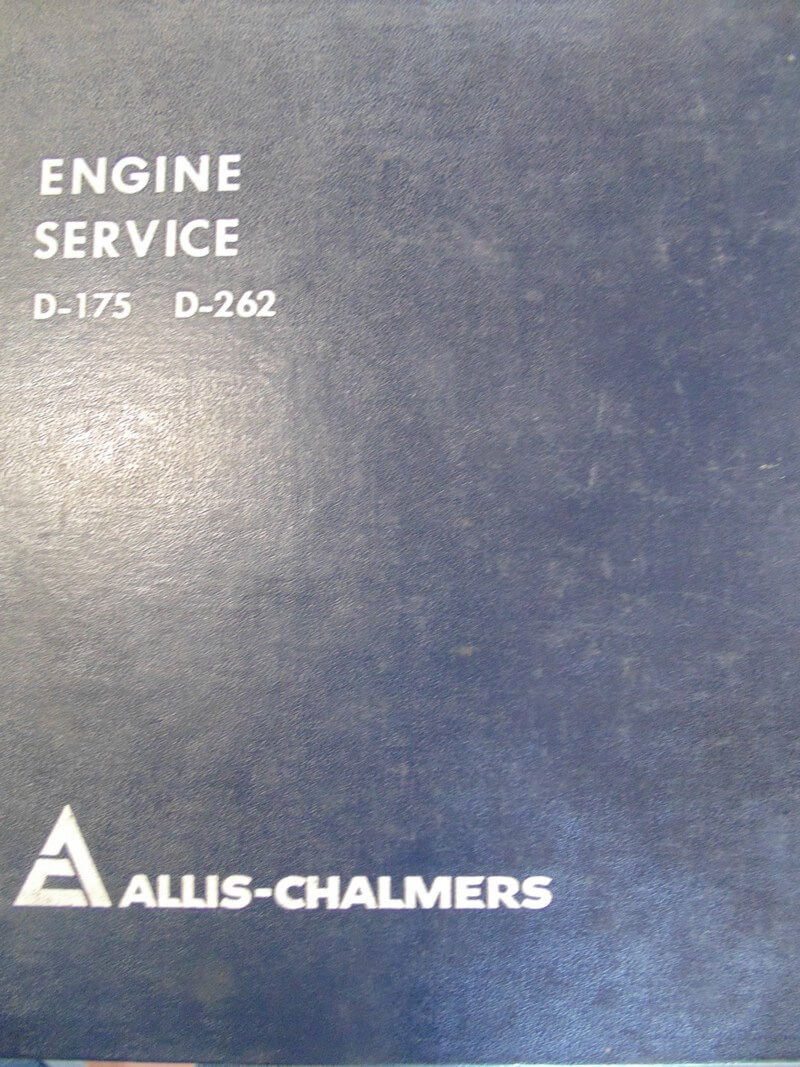 ENGINE
SERVICE
D-175 D-262
ALLIS-CHALMERS